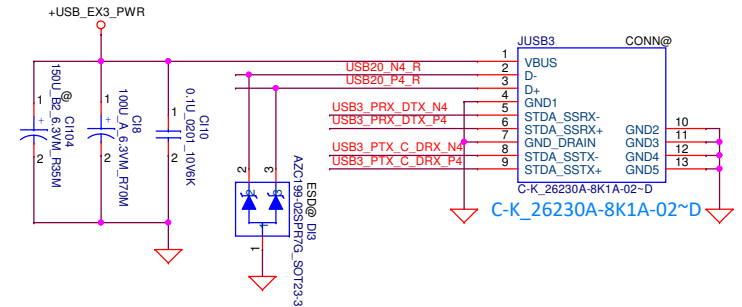 +USB_EX3_PWR
JUSB3
CONN@
1
VBUS
USB20_N4_R
2
D-
USB20_P4_R
3
D+
4
GND1
USB3_PRX_DTX_N4
5
STDA_SSRX-
USB3_PRX_DTX_P4
6
STDA_SSRX+
GND2
10
7
GND_DRAIN
GND3
11
USB3_PTX_C_DRX_N4
8
STDA_SSTX-
GND4
12
USB3_PTX_C_DRX_P4
9
STDA_SSTX+
GND5
13
C-K_26230A-8K1A-02~D
C-K_26230A-8K1A-02~D
1
+
2
@
CI104
150U_B2_6.3VM_R35M
1
+
2
CI8
100U_A_6.3VM_R70M
1
2
CI10
0.1U_0201_10V6K
2
3
2
3
1
1
ESD@ DI3
AZC199-02SPR7G_SOT23-3